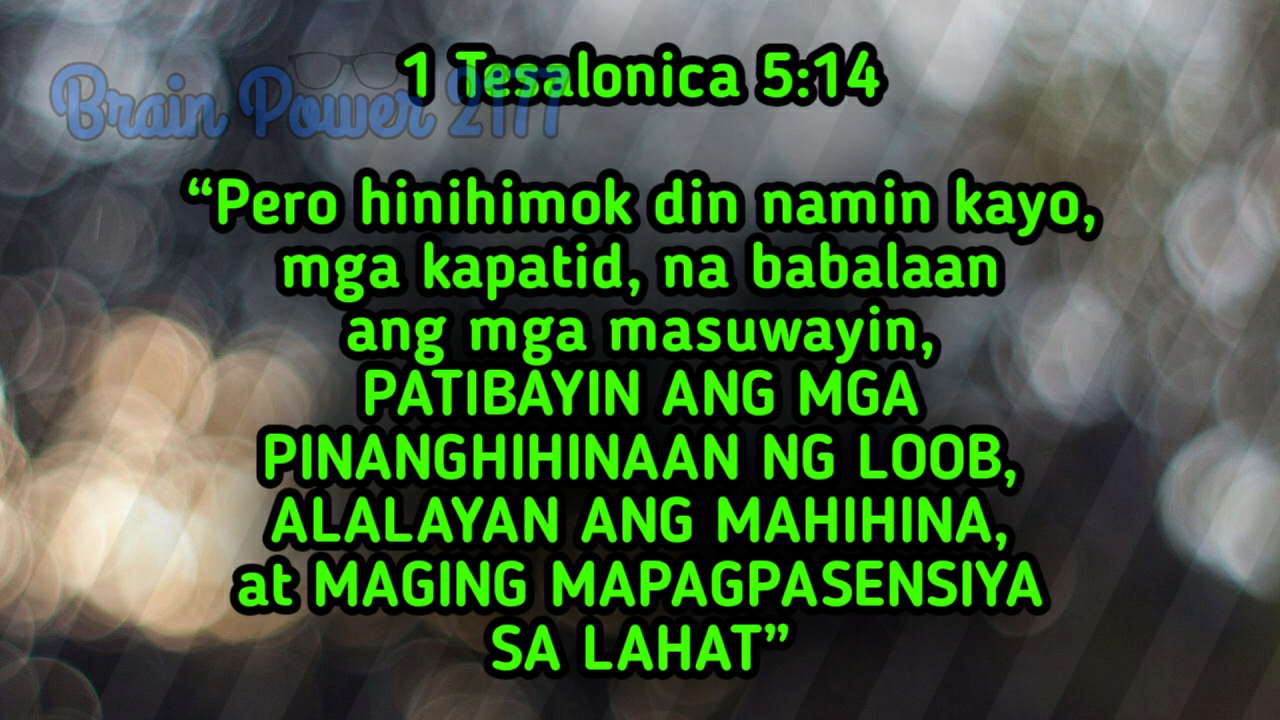 1 Tesalonica 5:14
Brain Power 2177
“Pero hinihimok din namin kayo,
mga kapatid, na babalaan
ang mga masuwayin,
PATIBAYIN ANG MGA
PINANGHIHINAAN NG LOOB,
ALALAYAN ANG MAHIHINA,
at MAGING MAPAGPASENSIYA
SA LAHAT”